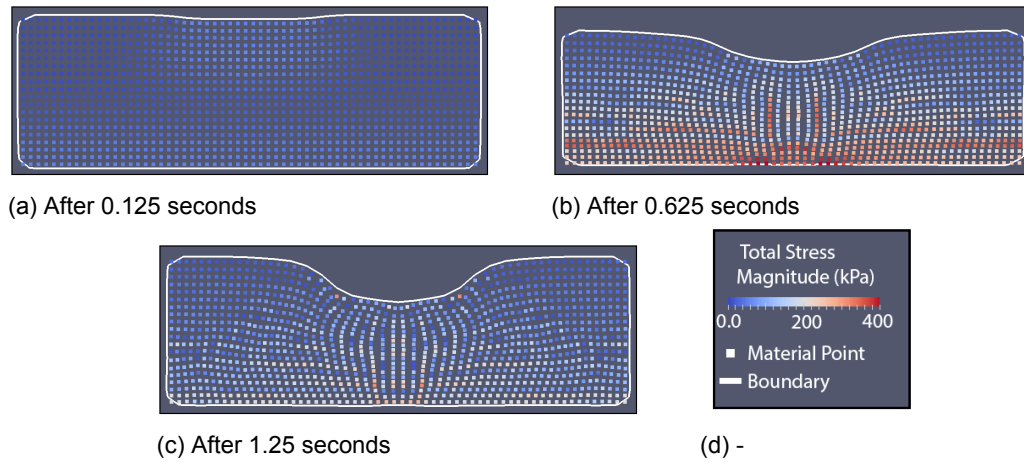 (a) After 0.125 seconds
(b) After 0.625 seconds
Total Stress
Magnitude (kPa)
0.0 200 400
Material Point
Boundary
(c) After 1.25 seconds
(d) -